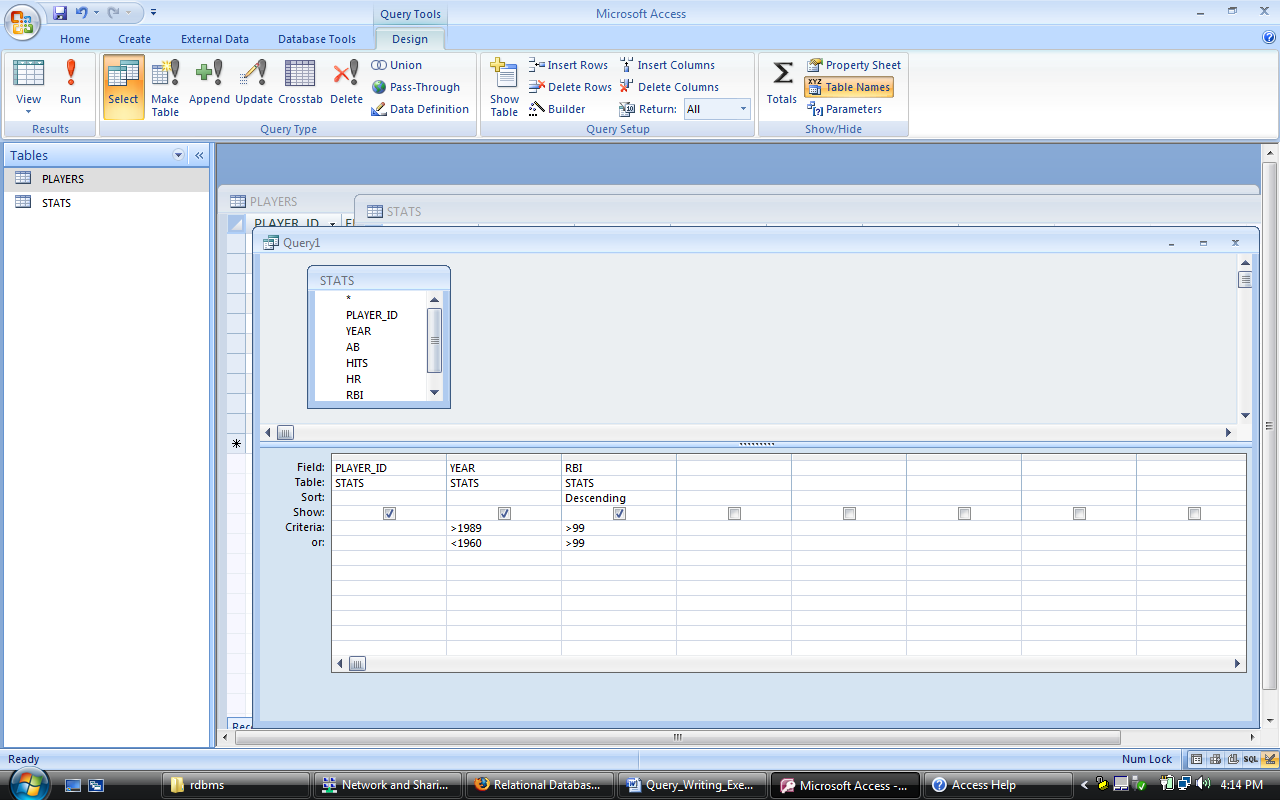 Query Tools
Microsoft Access
Home Create External Data Database Tools Design
View
Run
Select
Make Table
Append
Update
Crosstab
Delete
Union
Pass-Through
Data Definition
Show Table
Insert Rows
Delete Rows
Builder
Insert Columns
Delete Columns
Return: All
Totals
Property Sheet
XYZ Table Names
[?] Parameters
Results
Query Type
Query Setup
Show/Hide
Tables
PLAYERS
STATS
PLAYERS
PLAYER_ID
STATS
Query1
STATS
*
PLAYER_ID
YEAR
AB
HITS
HR
RBI
Field: PLAYER_ID YEAR RBI
Table: STATS STATS STATS
Sort: Descending
Show:
Criteria: >1989 >99
or: <1960 >99
Ready
Num Lock
SQL
rdbms
Network and Shari...
Relational Databas...
Query_Writing_Exe...
Microsoft Access -...
Access Help
4:14 PM